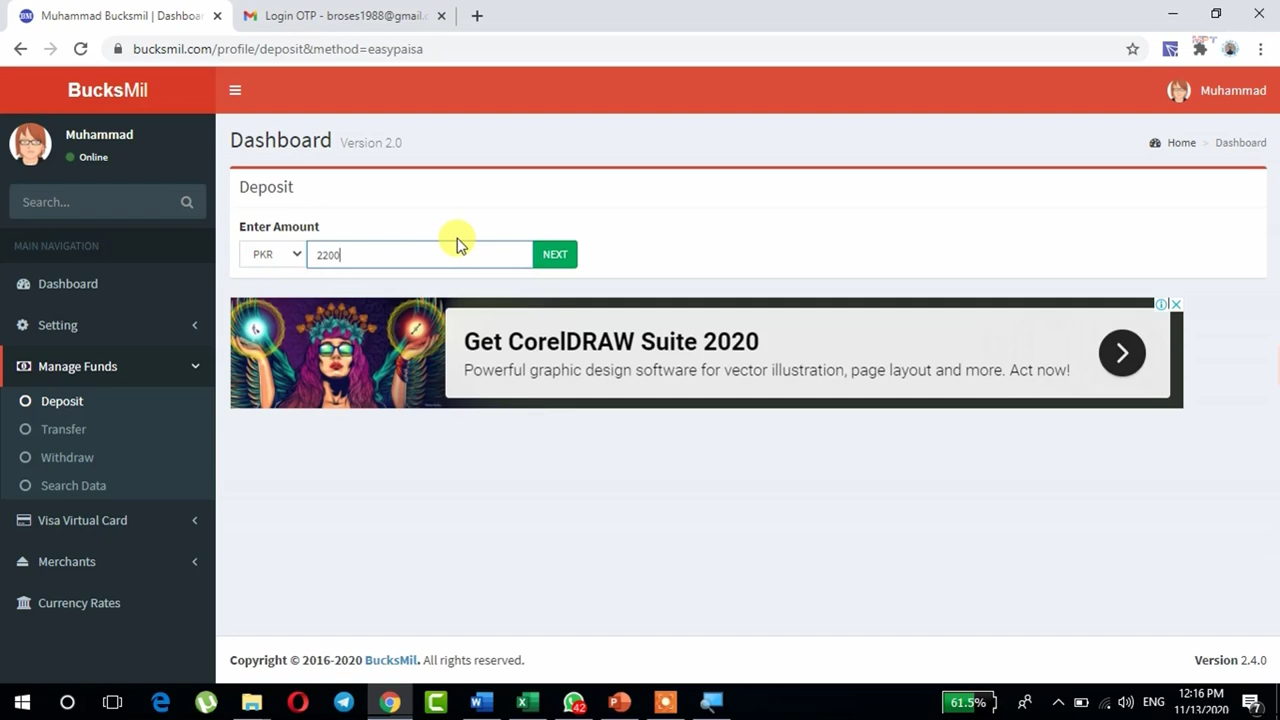 Muhammad Bucksmil | Dashboar
Login OTP - broses1988@gmail.c
bucksmil.com/profile/deposit&method=easypaisa
BucksMil
Muhammad
Muhammad
Online
Dashboard Version 2.0
Home > Dashboard
Search...
Deposit
Enter Amount
PKR 2200 NEXT
MAIN NAVIGATION
Dashboard
Setting
Manage Funds
Deposit
Transfer
Withdraw
Search Data
Visa Virtual Card
Merchants
Currency Rates
Get CorelDRAW Suite 2020
Powerful graphic design software for vector illustration, page layout and more. Act now!
Copyright © 2016-2020 BucksMil. All rights reserved.
Version 2.4.0
42
61.5%
ENG
12:16 PM
11/13/2020
7